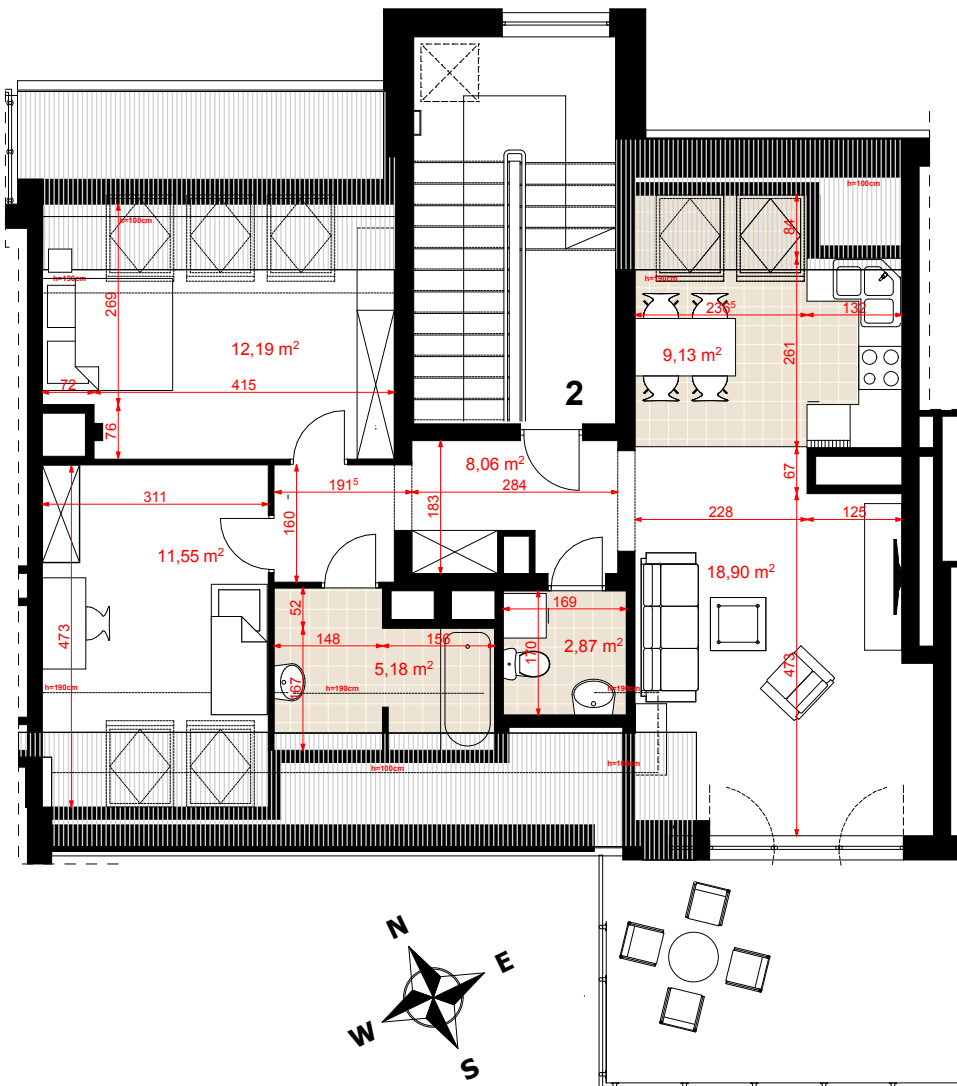 h=100cm
h=100cm
84
h=190cm
h=190cm
269
236⁵
132
12,19 m²
9,13 m²
261
72
415
2
76
8,06 m²
67
311
191⁵
284
183
160
228
125
11,55 m²
18,90 m²
52
169
473
148
156
170
2,87 m²
473
5,18 m²
167
h=190cm
h=190cm
h=190cm
h=100cm
h=100cm
N
E
W
S